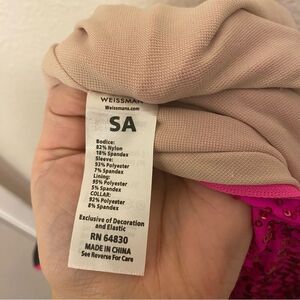 WEISSMAN
Weissmans.com
SA
Bodice:
82% Nylon
18% Spandex
Sleeve:
93% Polyester
7% Spandex
Lining:
95% Polyester
5% Spandex
COLLAR:
92% Polyester
8% Spandex
Exclusive of Decoration
and Elastic
RN 64830
MADE IN CHINA
See Reverse For Care